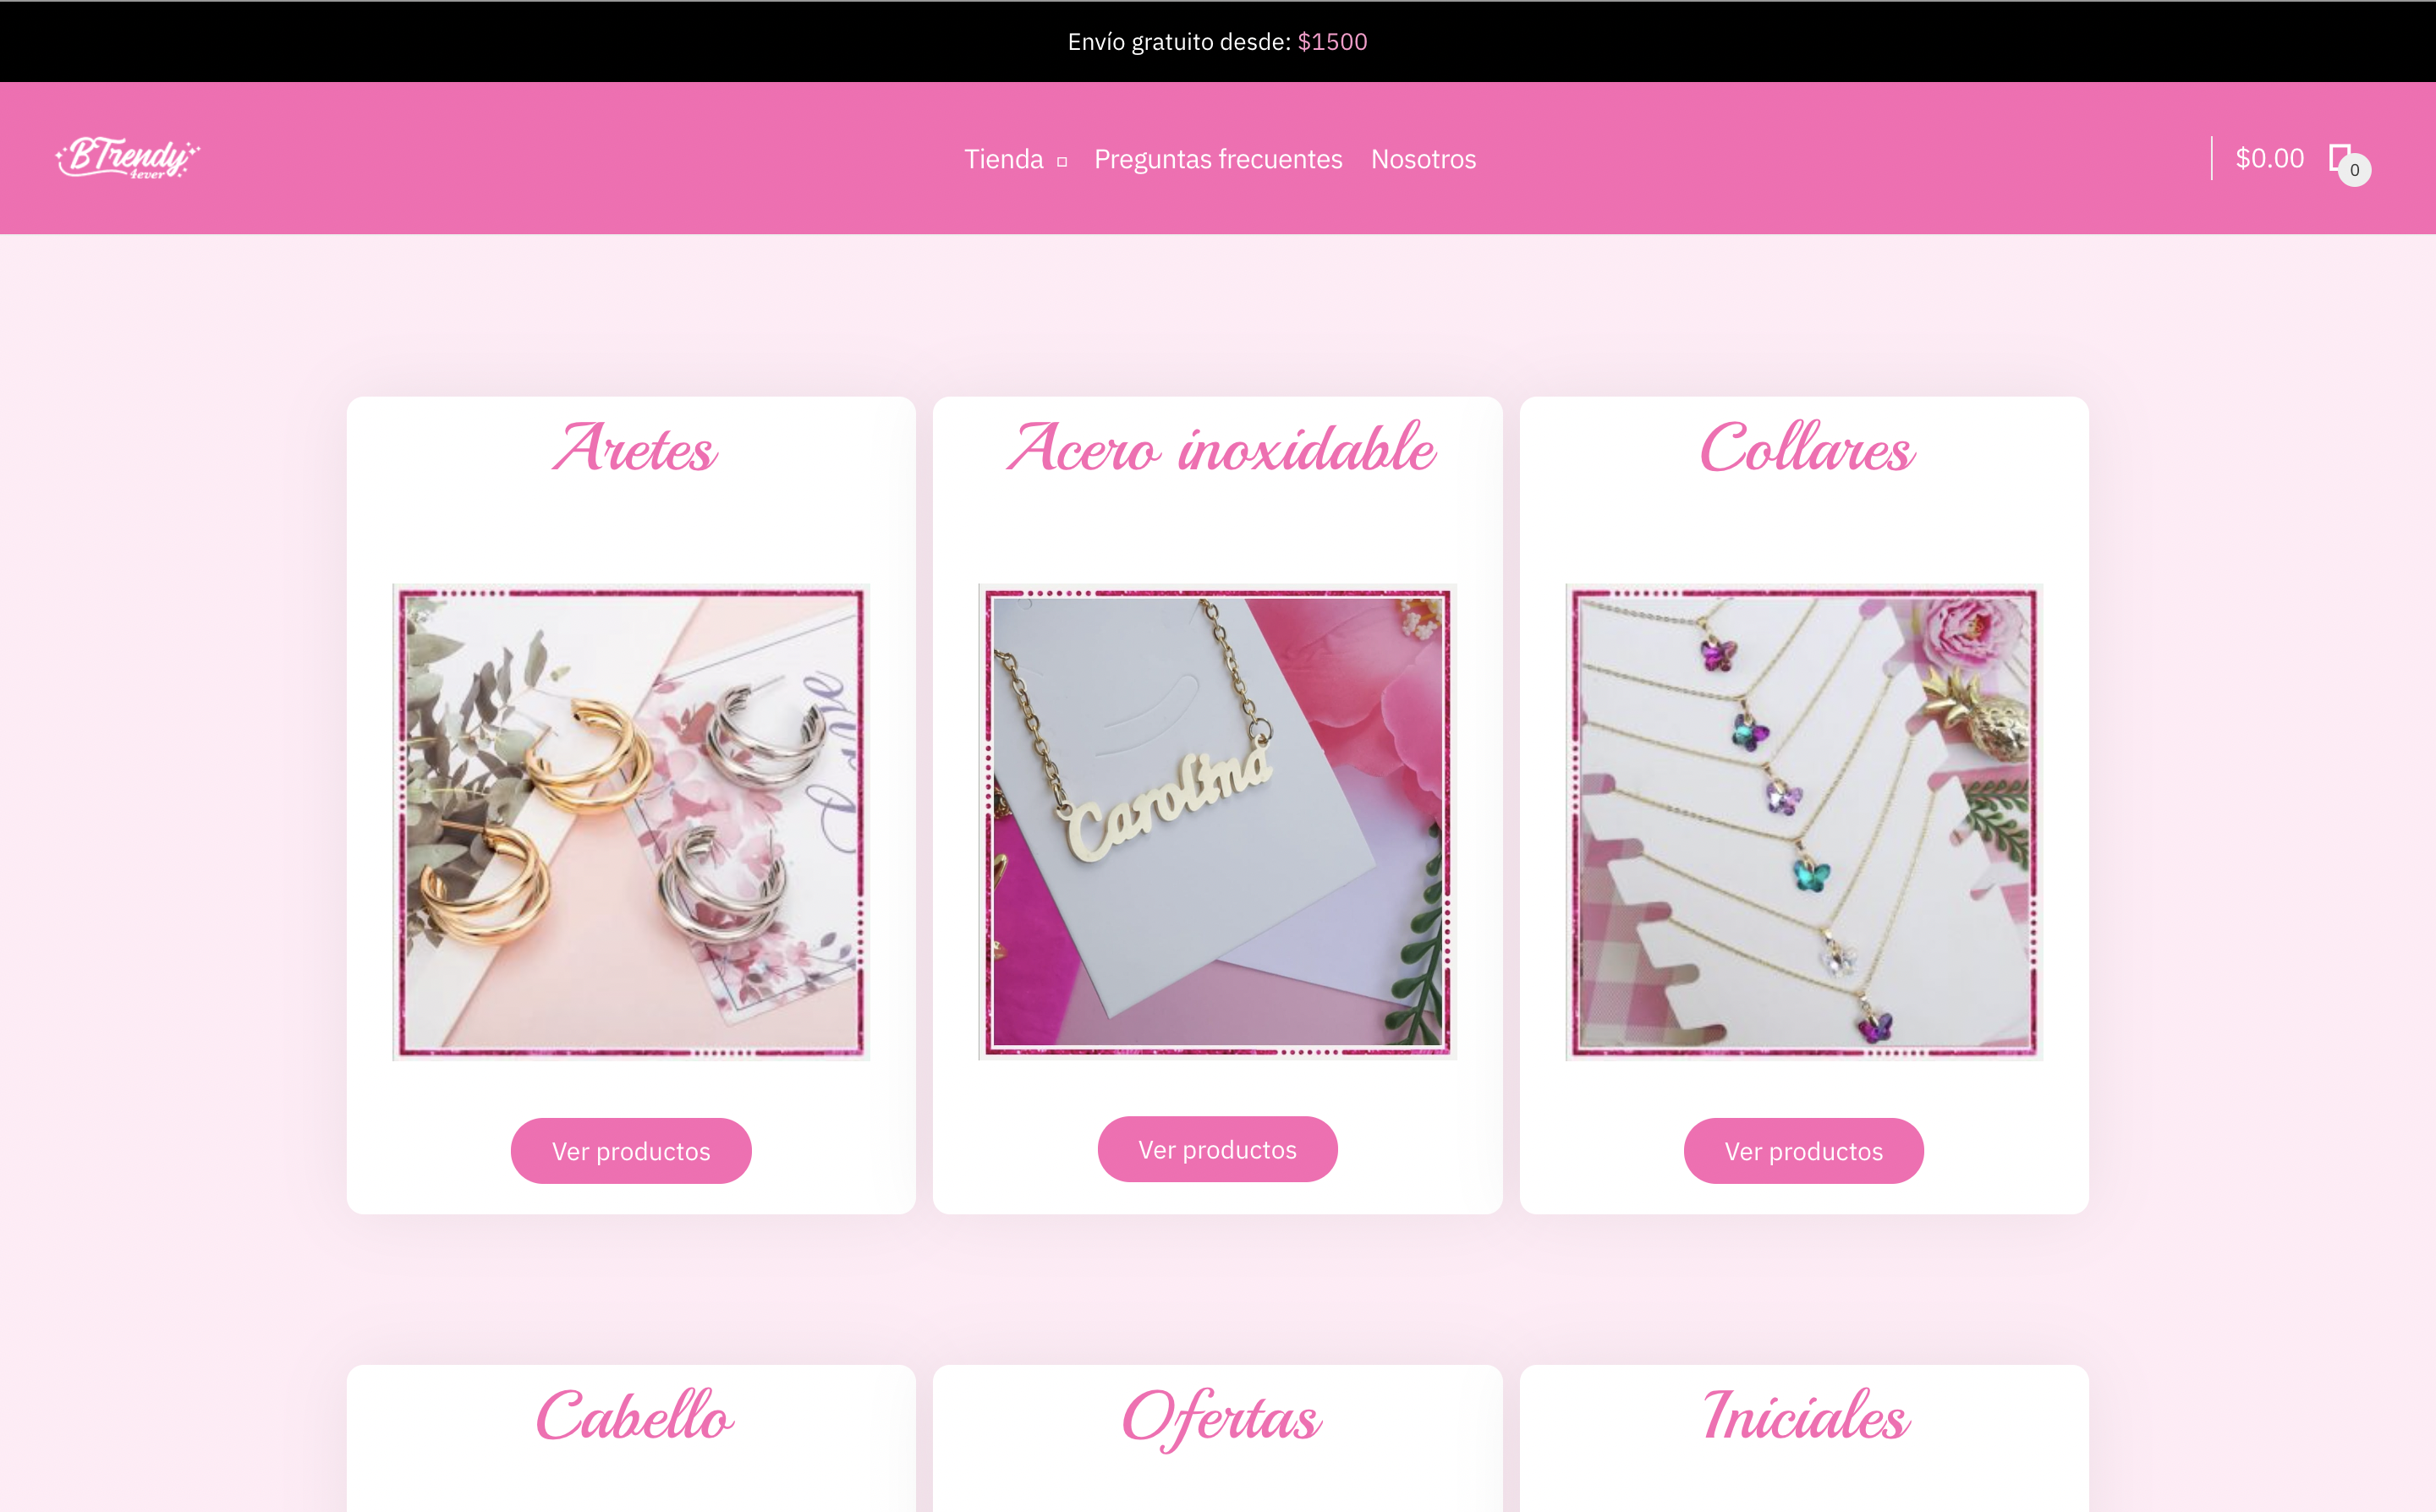 Envío gratuito desde: $1500
BTrendy
4ever
Tienda Preguntas frecuentes Nosotros
$0.00 0
Aretes Acero inoxidable Collares
Love
Carolina
Ver productos Ver productos Ver productos
Cabello Ofertas Iniciales